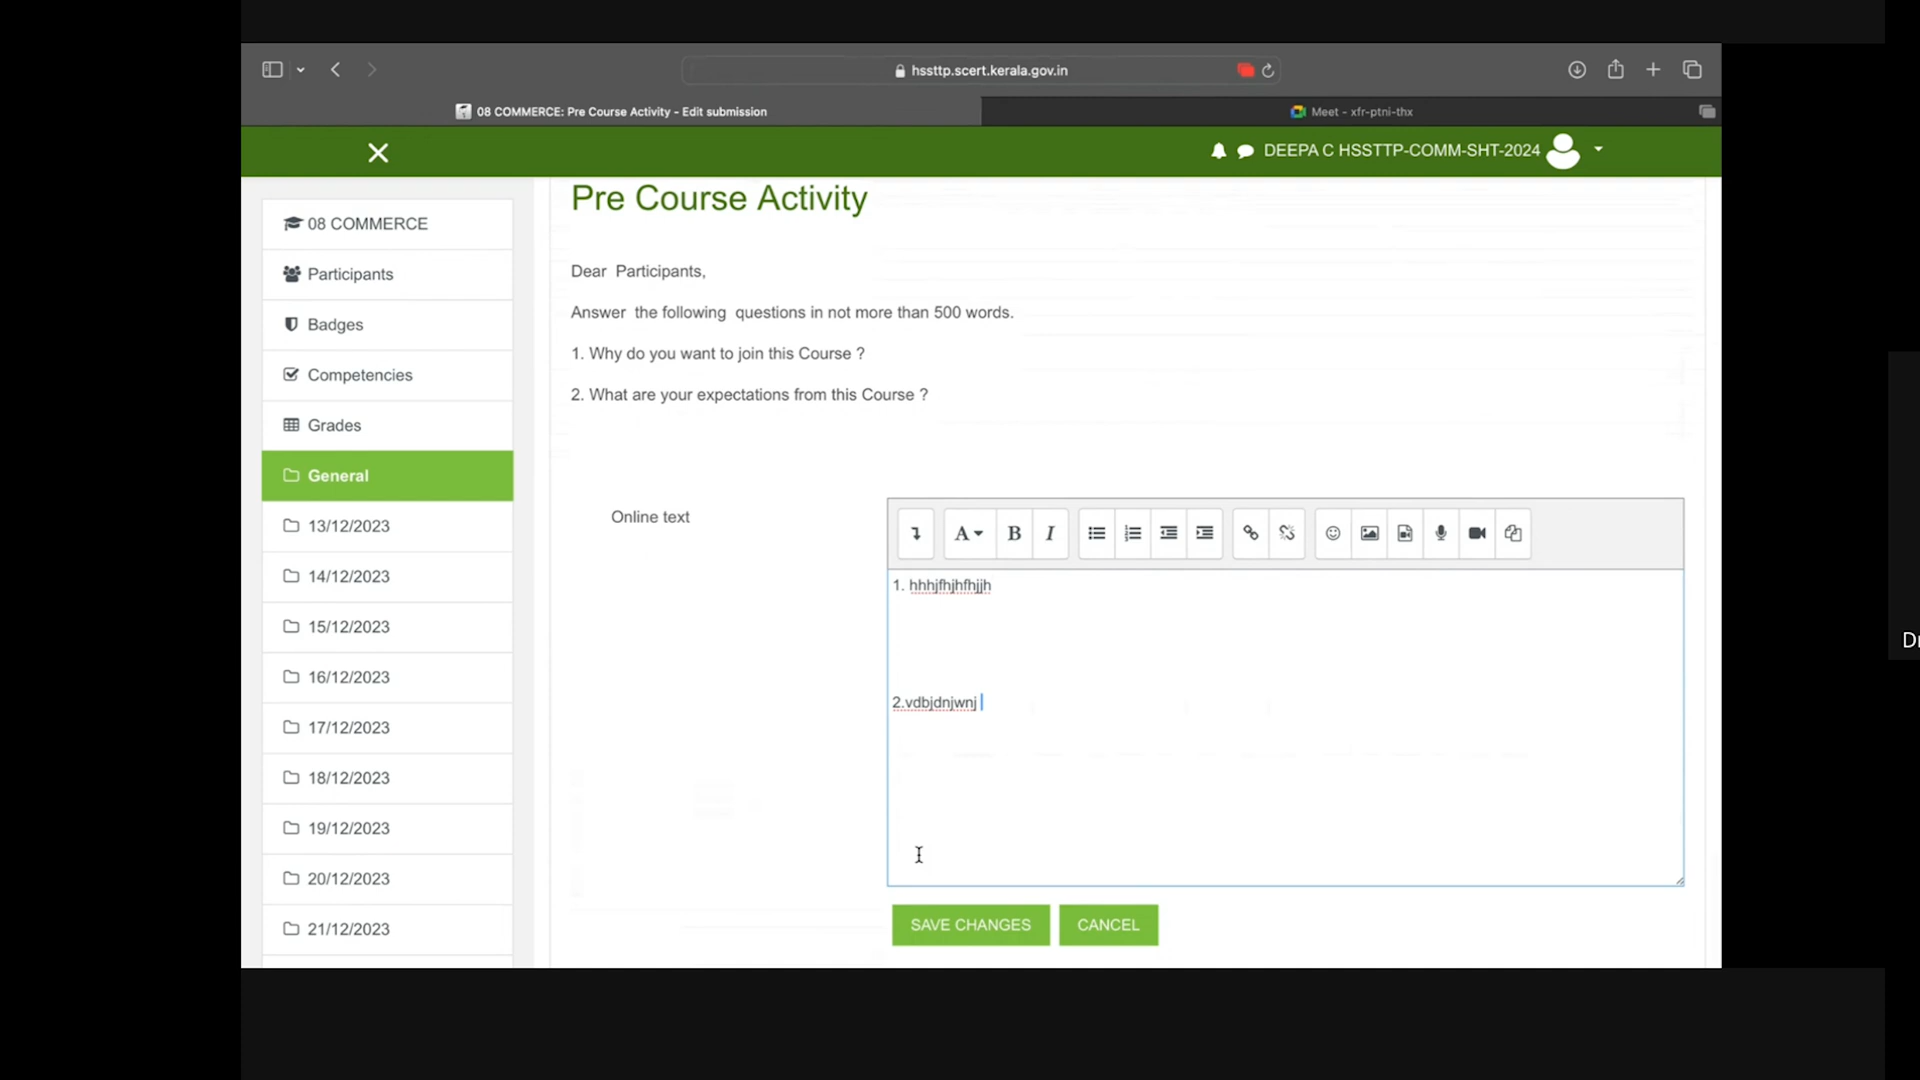 hssttp.scert.kerala.gov.in
08 COMMERCE: Pre Course Activity - Edit submission
Meet - xfr-ptni-thx
DEEPA C HSSTTP-COMM-SHT-2024
08 COMMERCE
Participants
Badges
Competencies
Grades
General
13/12/2023
14/12/2023
15/12/2023
16/12/2023
17/12/2023
18/12/2023
19/12/2023
20/12/2023
21/12/2023
Pre Course Activity
Dear Participants,
Answer the following questions in not more than 500 words.
1. Why do you want to join this Course ?
2. What are your expectations from this Course ?
Online text
A B I
1. hhhjfhjhfhjjh
2.vdbjdnjwnj
SAVE CHANGES CANCEL